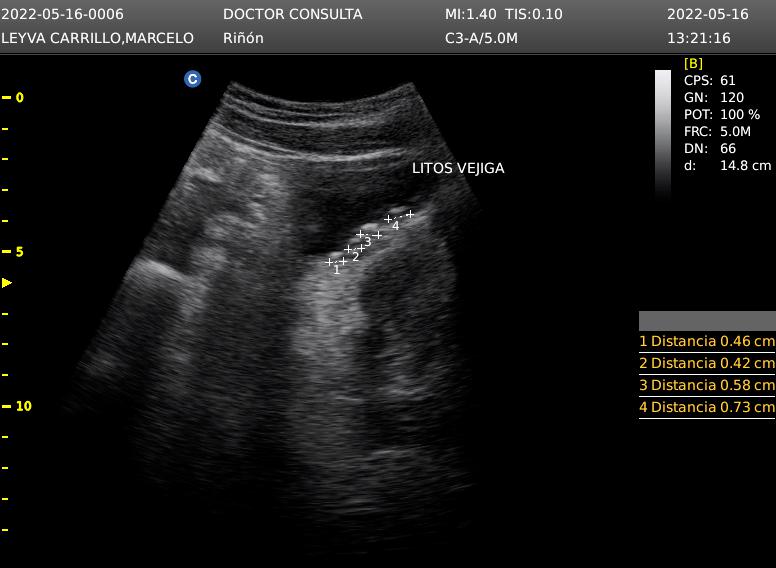 2022-05-16-0006 DOCTOR CONSULTA MI:1.40 TIS:0.10 2022-05-16
LEYVA CARRILLO,MARCELO Riñón C3-A/5.0M 13:21:16
C
[B]
CPS: 61
GN: 120
POT: 100 %
FRC: 5.0M
DN: 66
d: 14.8 cm
0
LITOS VEJIGA
4
3
5
2
1
10
1 Distancia 0.46 cm
2 Distancia 0.42 cm
3 Distancia 0.58 cm
4 Distancia 0.73 cm